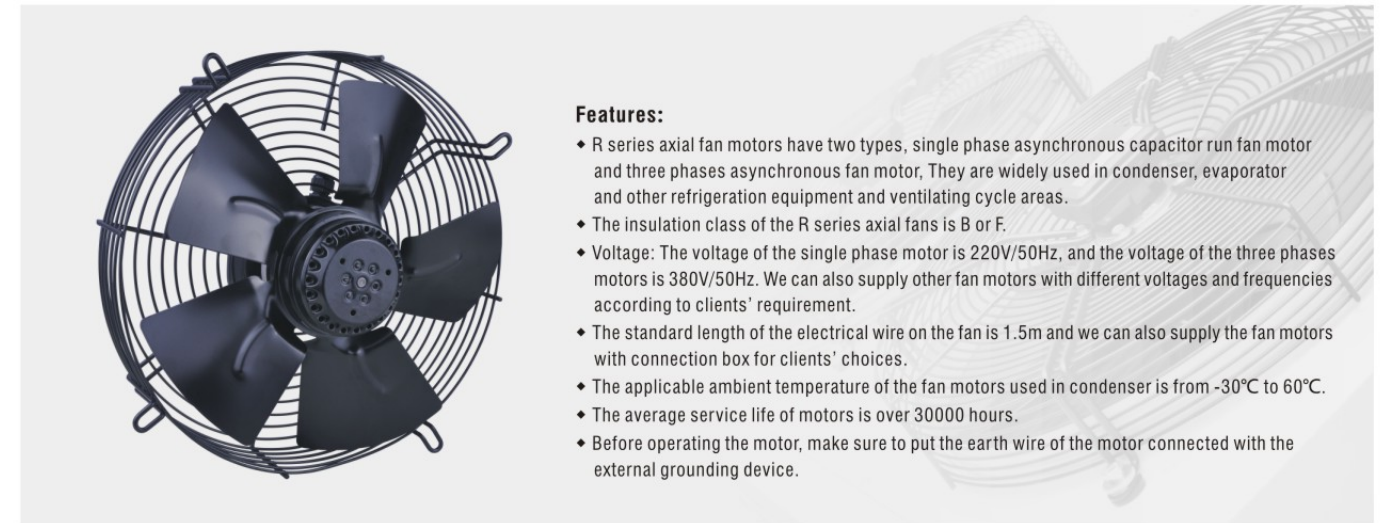 Features:
◆ R series axial fan motors have two types, single phase asynchronous capacitor run fan motor
and three phases asynchronous fan motor, They are widely used in condenser, evaporator
and other refrigeration equipment and ventilating cycle areas.
◆ The insulation class of the R series axial fans is B or F.
◆ Voltage: The voltage of the single phase motor is 220V/50Hz, and the voltage of the three phases
motors is 380V/50Hz. We can also supply other fan motors with different voltages and frequencies
according to clients' requirement.
◆ The standard length of the electrical wire on the fan is 1.5m and we can also supply the fan motors
with connection box for clients' choices.
◆ The applicable ambient temperature of the fan motors used in condenser is from -30℃ to 60℃.
◆ The average service life of motors is over 30000 hours.
◆ Before operating the motor, make sure to put the earth wire of the motor connected with the
external grounding device.